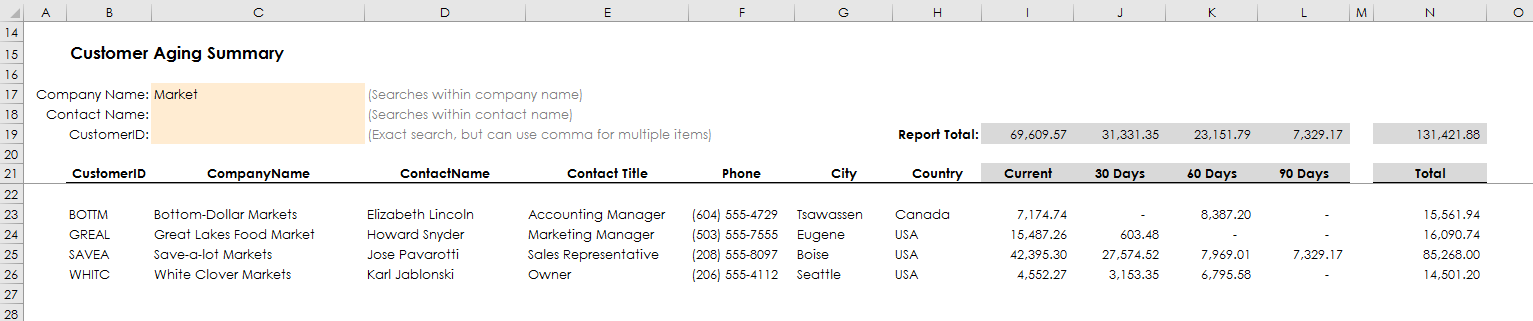 A B C D E F G H I J K L M N O
14
15 Customer Aging Summary
16
17 Company Name: Market (Searches within company name)
18 Contact Name: (Searches within contact name)
19 CustomerID: (Exact search, but can use comma for multiple items) Report Total: 69,609.57 31,331.35 23,151.79 7,329.17 131,421.88
20
21 CustomerID CompanyName ContactName Contact Title Phone City Country Current 30 Days 60 Days 90 Days Total
22
23 BOTTM Bottom-Dollar Markets Elizabeth Lincoln Accounting Manager (604) 555-4729 Tsawassen Canada 7,174.74 - 8,387.20 - 15,561.94
24 GREAL Great Lakes Food Market Howard Snyder Marketing Manager (503) 555-7555 Eugene USA 15,487.26 603.48 - - 16,090.74
25 SAVEA Save-a-lot Markets Jose Pavarotti Sales Representative (208) 555-8097 Boise USA 42,395.30 27,574.52 7,969.01 7,329.17 85,268.00
26 WHITC White Clover Markets Karl Jablonski Owner (206) 555-4112 Seattle USA 4,552.27 3,153.35 6,795.58 - 14,501.20
27
28